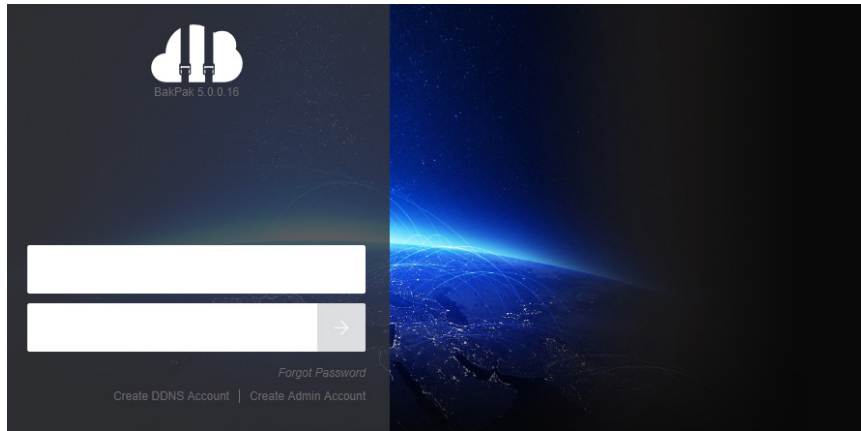 BakPak 5.0.0.16
Forgot Password
Create DDNS Account | Create Admin Account